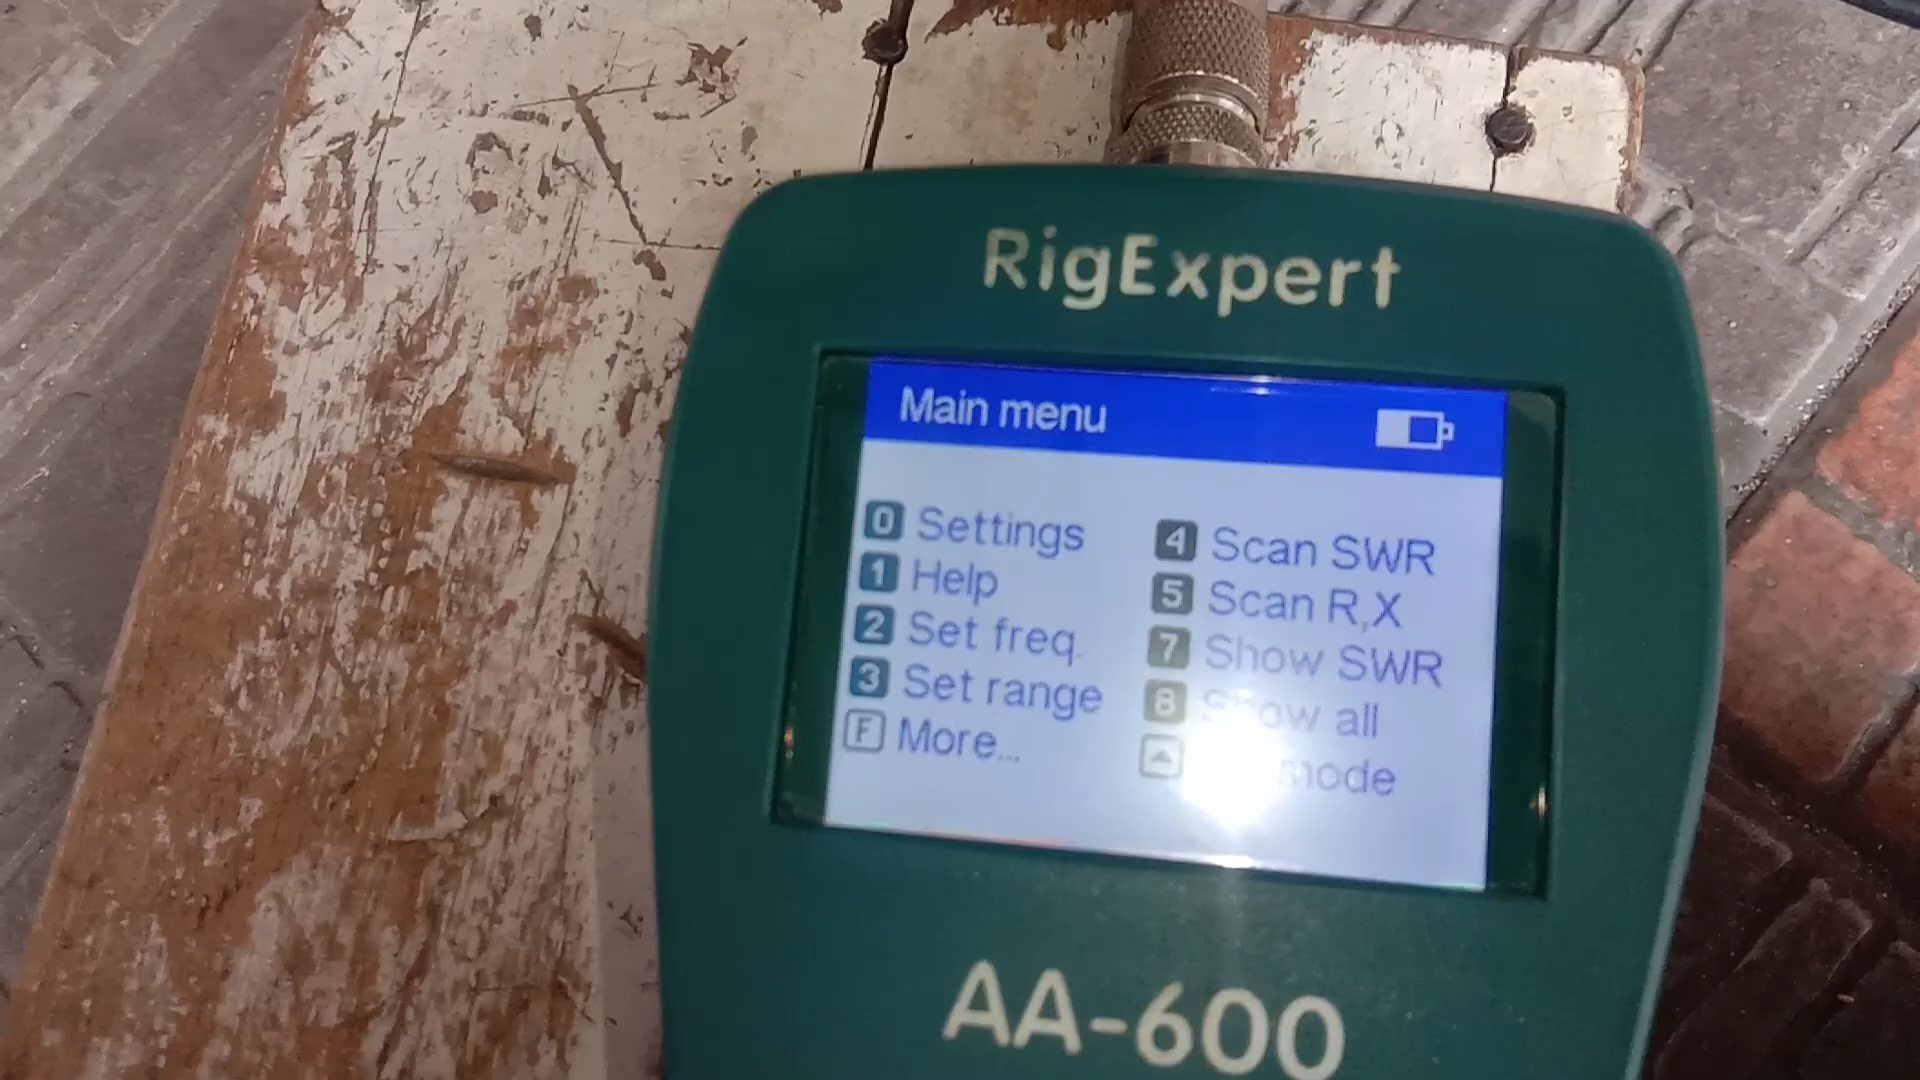 RigExpert
Main menu
0 Settings
1 Help
2 Set freq.
3 Set range
F More...
4 Scan SWR
5 Scan R,X
7 Show SWR
8 Show all
mode
AA-600